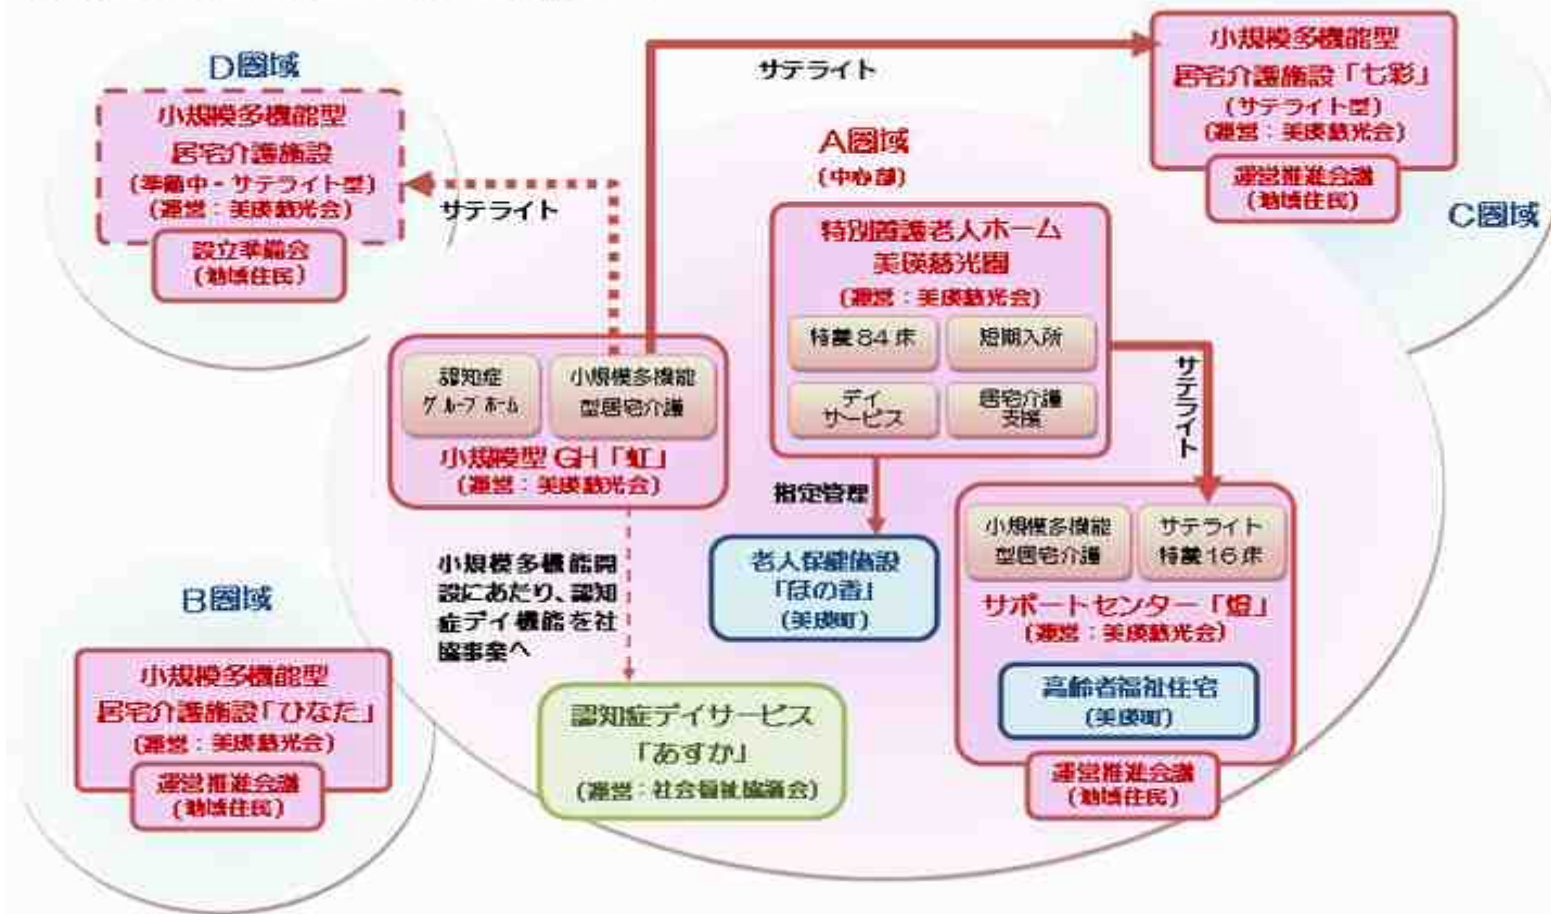 D圏域
小規模多機能型
居宅介護施設
(準備中・サテライト型)
(運営：美瑛慈光会)
設立準備会
(地域住民)
サテライト
サテライト
小規模多機能型
居宅介護施設「七彩」
(サテライト型)
(運営：美瑛慈光会)
運営推進会議
(地域住民)
C圏域
A圏域
(中心部)
特別養護老人ホーム
美瑛慈光園
(運営：美瑛慈光会)
特養84床
短期入所
デイ
サービス
居宅介護
支援
サテライト
指定管理
認知症
グループホーム
小規模多機能
型居宅介護
小規模型GH「虹」
(運営：美瑛慈光会)
小規模多機能開
設にあたり、認知
症デイ機能を社
協事業へ
老人保健施設
「ほの香」
(美瑛町)
小規模多機能
型居宅介護
サテライト
特養16床
サポートセンター「燈」
(運営：美瑛慈光会)
高齢者福祉住宅
(美瑛町)
運営推進会議
(地域住民)
認知症デイサービス
「あすか」
(運営：社会福祉協議会)
B圏域
小規模多機能型
居宅介護施設「ひなた」
(運営：美瑛慈光会)
運営推進会議
(地域住民)